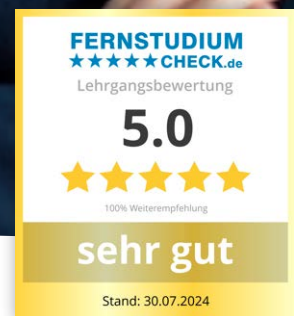 FERNSTUDIUM
CHECK.de
Lehrgangsbewertung
5.0
100% Weiterempfehlung
sehr gut
Stand: 30.07.2024